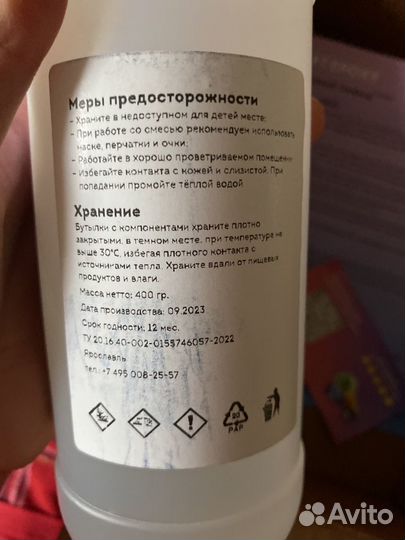 Меры предосторожности
- Храните в недоступном для детей месте;
- При работе со смесью рекомендуем использовать
маске, перчатки и очки;
- Работайте в хорошо проветриваемом помещении
- Избегайте контакта с кожей и слизистой. При
попадании промойте тёплой водой
Хранение
Бутылки с компонентами храните плотно
закрытыми, в темном месте, при температуре не
выше 30°C, избегая плотного контакта с
источниками тепла. Храните вдали от пищевых
продуктов и влаги.
Масса нетто: 400 гр.
Дата производства: 09.2023
Срок годности: 12 мес.
ТУ 20.16.40-002-0155746057-2022
Ярославль
тел.: +7 495 008-25-57
20
PAP
Avito